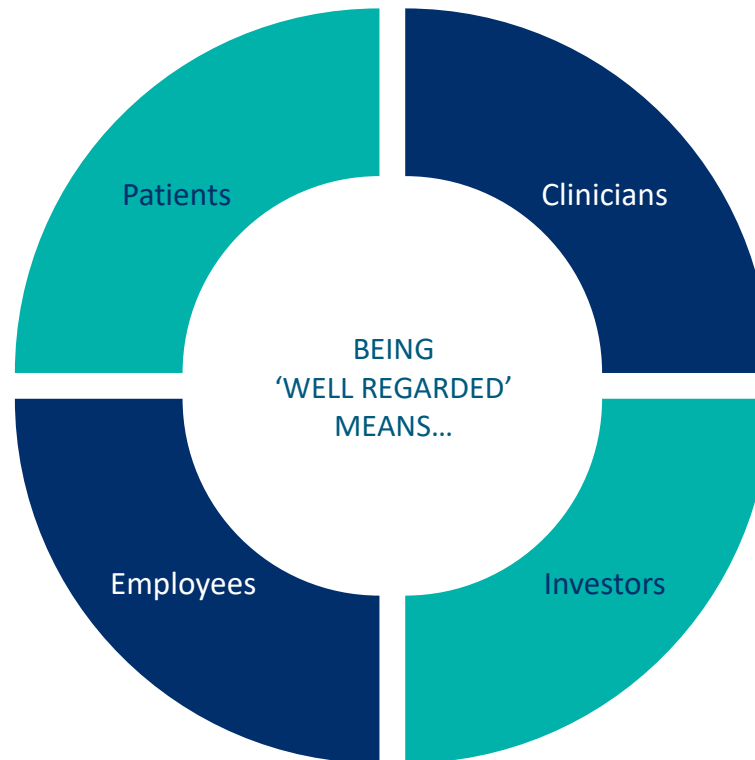 Patients
Clinicians
BEING
‘WELL REGARDED’
MEANS…
Employees
Investors